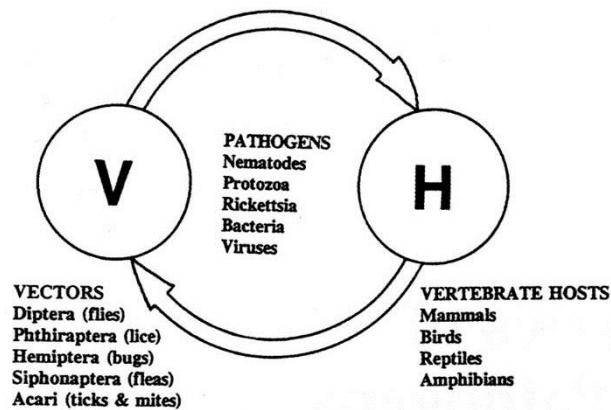 V
H
PATHOGENS
Nematodes
Protozoa
Rickettsia
Bacteria
Viruses
VECTORS
Diptera (flies)
Phthiraptera (lice)
Hemiptera (bugs)
Siphonaptera (fleas)
Acari (ticks & mites)
VERTEBRATE HOSTS
Mammals
Birds
Reptiles
Amphibians